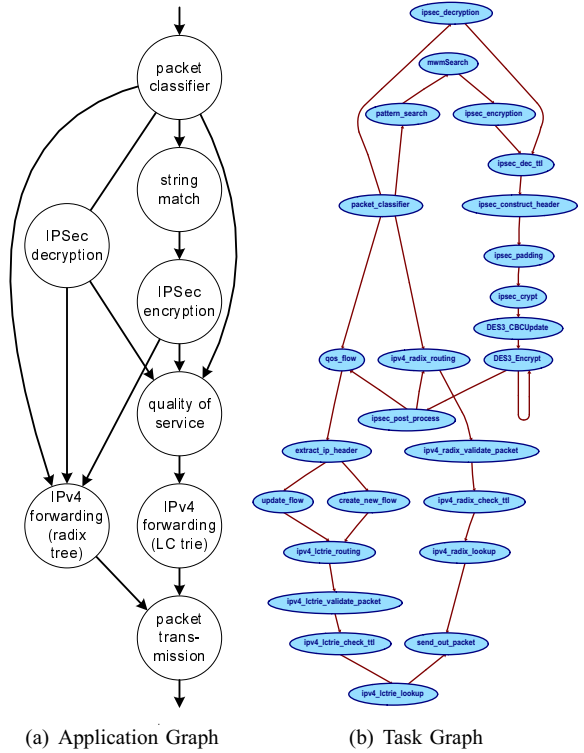 packet
classifier
string
match
IPSec
decryption
IPSec
encryption
quality of
service
IPv4
forwarding
(radix
tree)
IPv4
forwarding
(LC trie)
packet
trans-
mission
(a) Application Graph
ipsec_decryption
mwmSearch
pattern_search
ipsec_encryption
ipsec_dec_ttl
packet_classifier
ipsec_construct_header
ipsec_padding
ipsec_crypt
DES3_CBCUpdate
qos_flow
ipv4_radix_routing
DES3_Encrypt
ipsec_post_process
extract_ip_header
ipv4_radix_validate_packet
update_flow
create_new_flow
ipv4_radix_check_ttl
ipv4_lctrie_routing
ipv4_radix_lookup
ipv4_lctrie_validate_packet
ipv4_lctrie_check_ttl
send_out_packet
ipv4_lctrie_lookup
(b) Task Graph